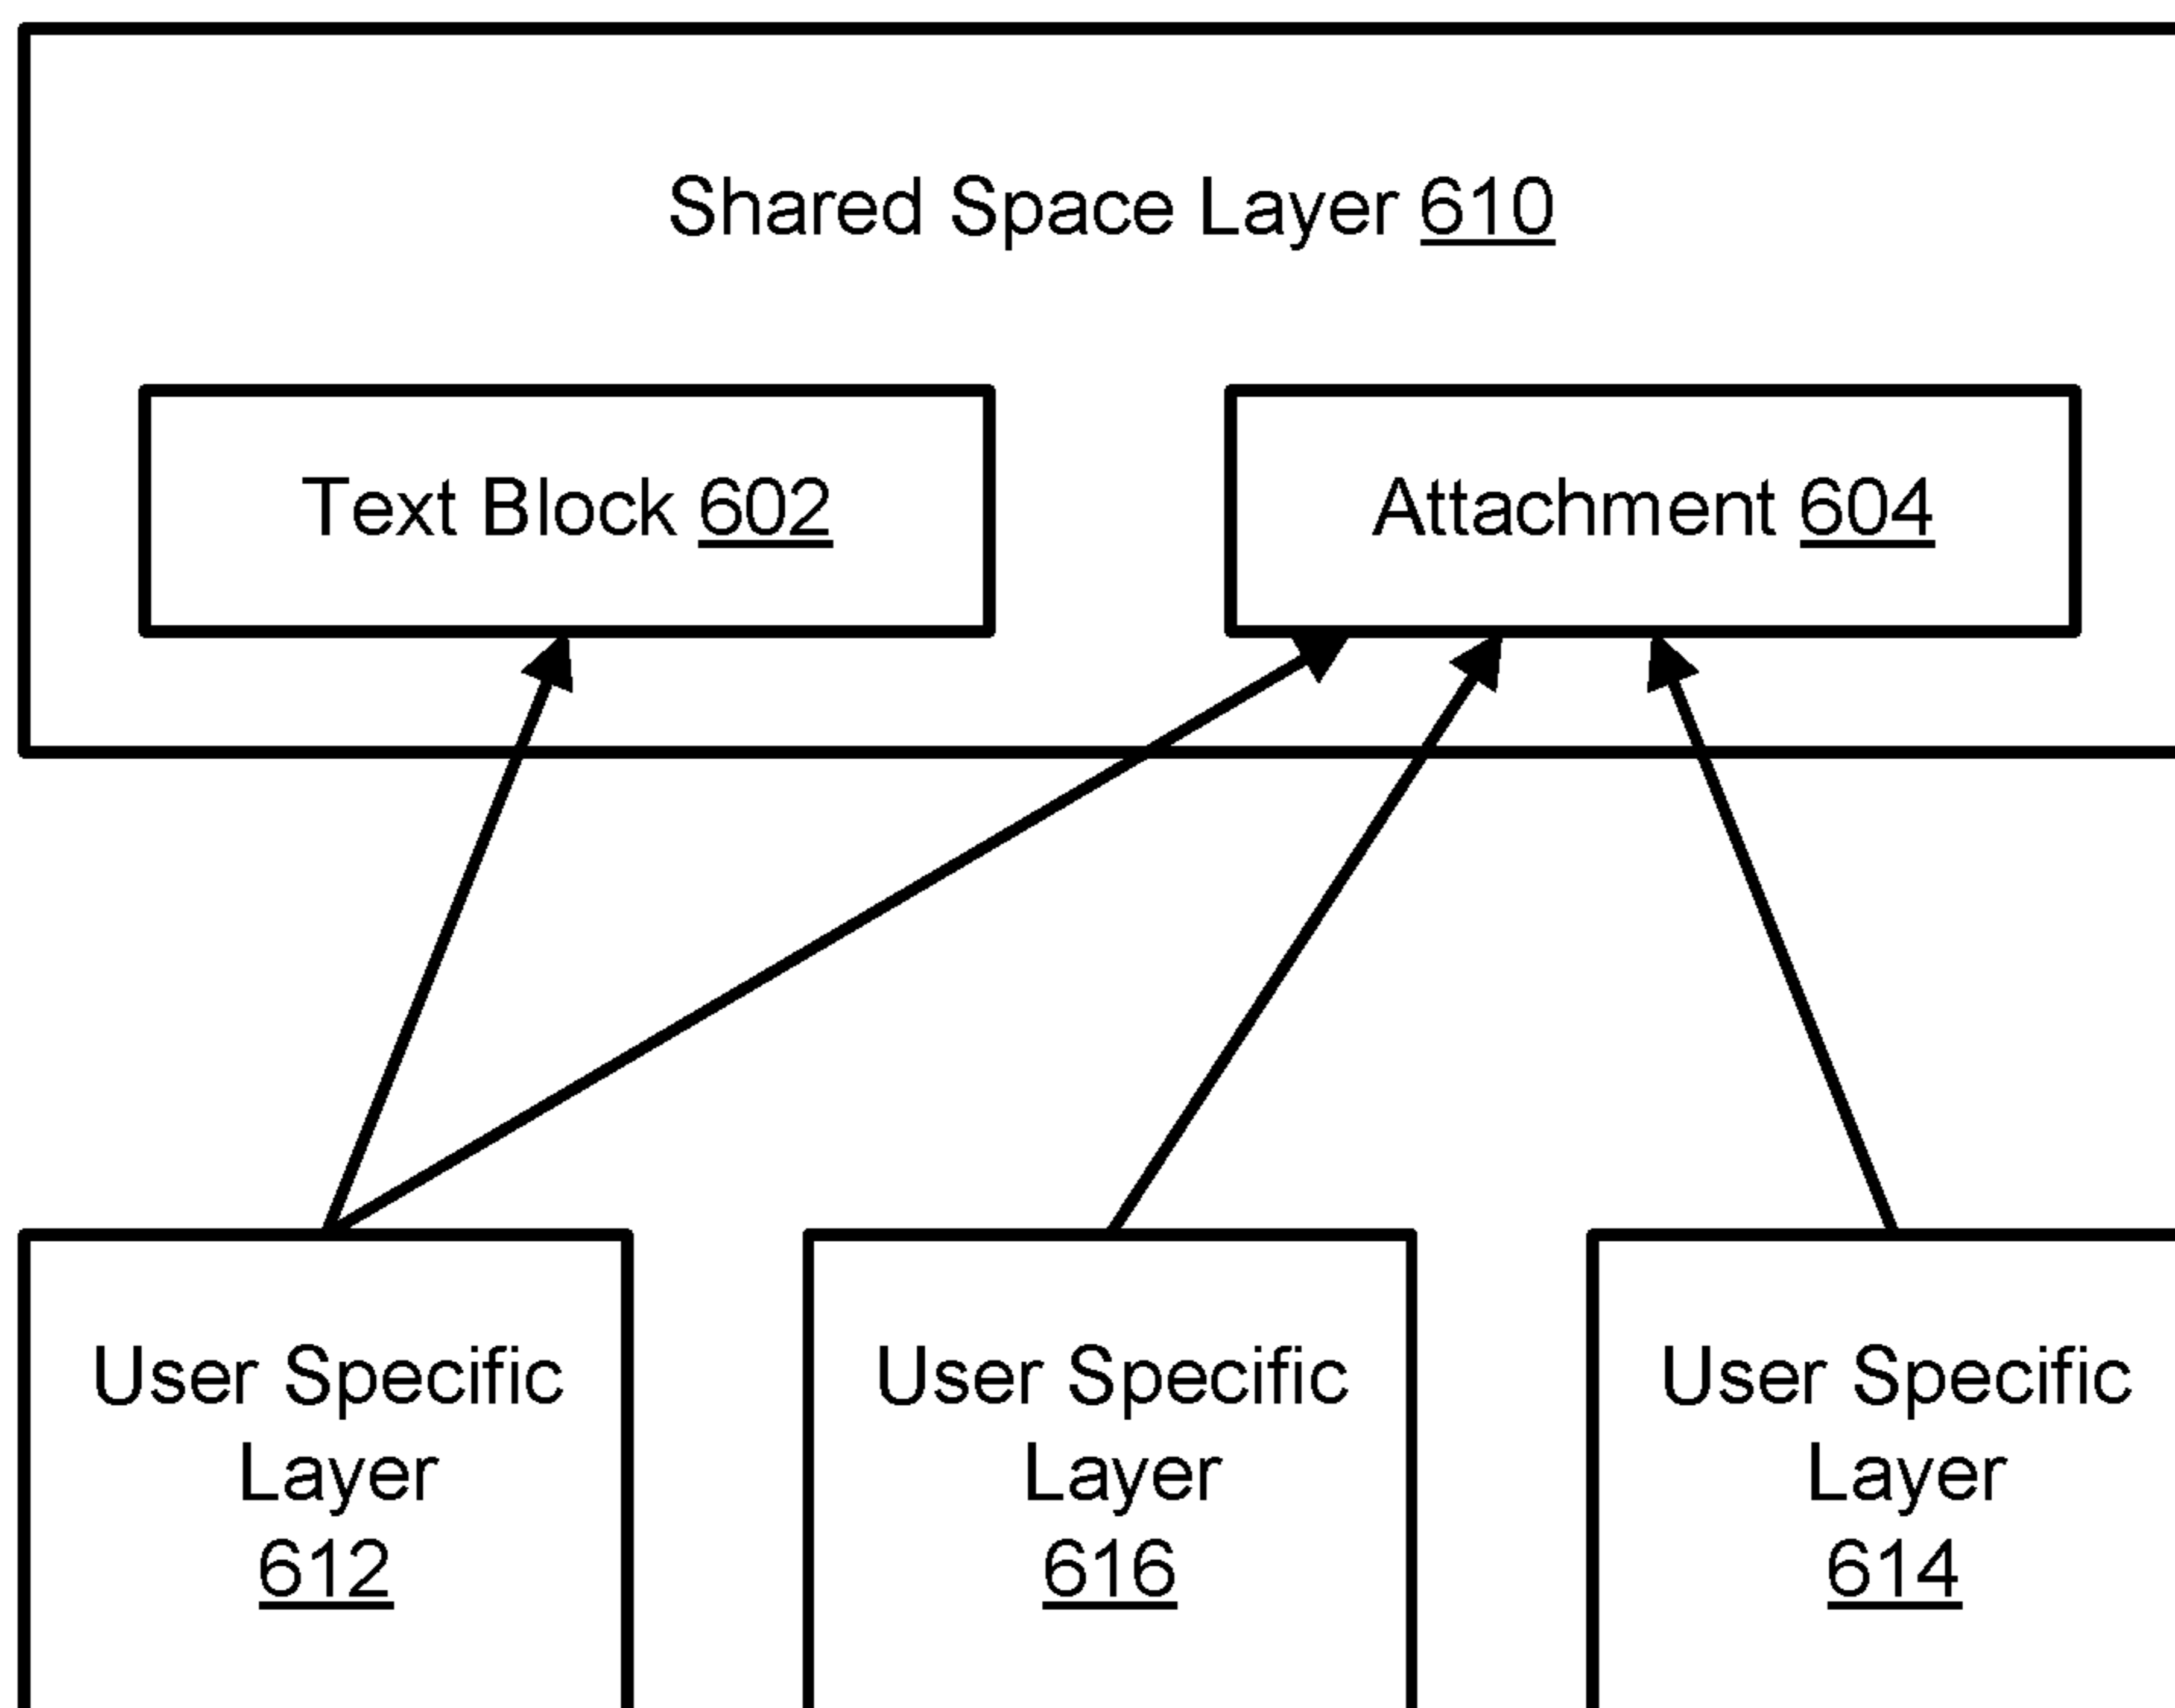 Shared Space Layer 610
Text Block 602
Attachment 604
User Specific
Layer
612
User Specific
Layer
616
User Specific
Layer
614